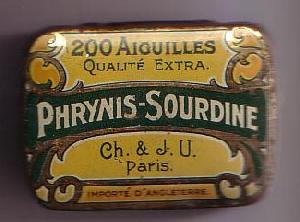 200 AIGUILLES
QUALITÉ EXTRA.
PHRYNIS-SOURDINE
Ch. & J. U.
Paris.
IMPORTÉ D'ANGLETERRE